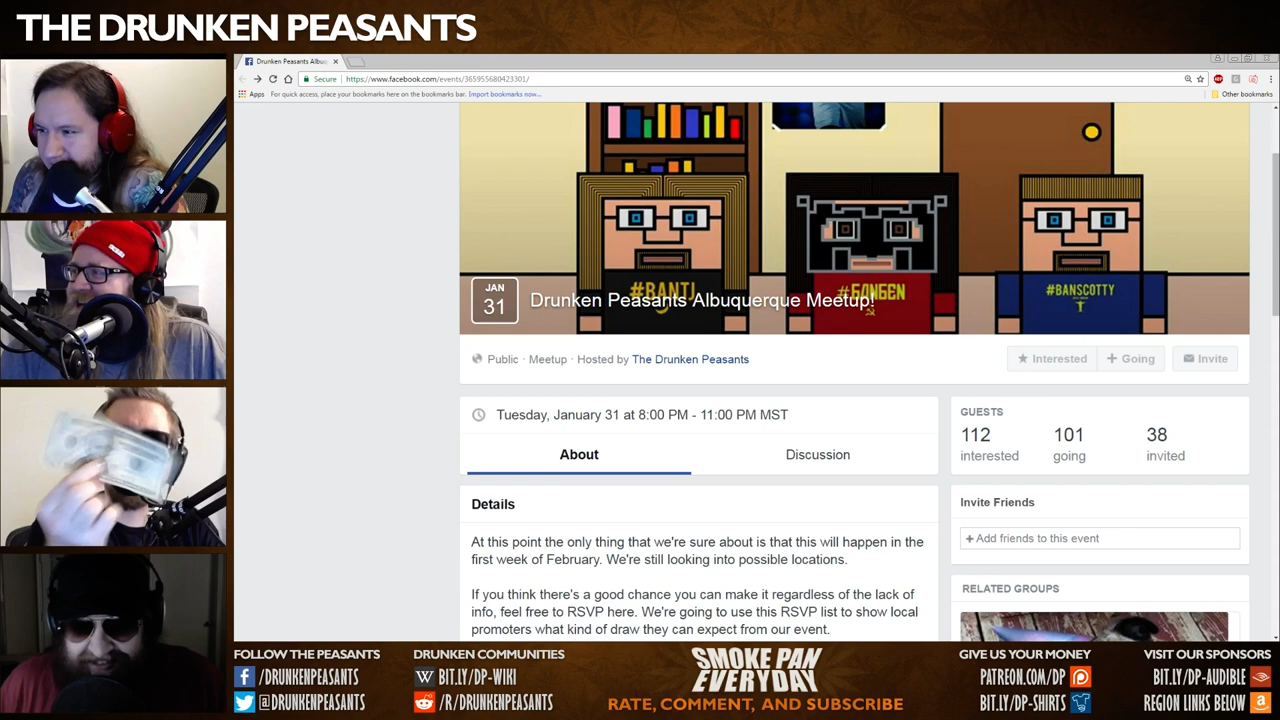 THE DRUNKEN PEASANTS
Drunken Peasants Albuq
Secure https://www.facebook.com/events/365955680423301/
Apps For quick access, place your bookmarks here on the bookmarks bar. Import bookmarks now...
Other bookmarks
#BANTJ
#БАНБЕN
#BANSCOTTY
JAN
31
Drunken Peasants Albuquerque Meetup!
Public · Meetup · Hosted by The Drunken Peasants
Interested
Going
Invite
Tuesday, January 31 at 8:00 PM - 11:00 PM MST
About
Discussion
GUESTS
112
101
38
interested
going
invited
Details
At this point the only thing that we're sure about is that this will happen in the
first week of February. We're still looking into possible locations.
If you think there's a good chance you can make it regardless of the lack of
info, feel free to RSVP here. We're going to use this RSVP list to show local
promoters what kind of draw they can expect from our event.
Invite Friends
+ Add friends to this event
RELATED GROUPS
FOLLOW THE PEASANTS
/DRUNKENPEASANTS
@DRUNKENPEASANTS
DRUNKEN COMMUNITIES
BIT.LY/DP-WIKI
/R/DRUNKENPEASANTS
SMOKE PAN
EVERYDAY
RATE, COMMENT, AND SUBSCRIBE
GIVE US YOUR MONEY
PATREON.COM/DP
BIT.LY/DP-SHIRTS
VISIT OUR SPONSORS
BIT.LY/DP-AUDIBLE
REGION LINKS BELOW